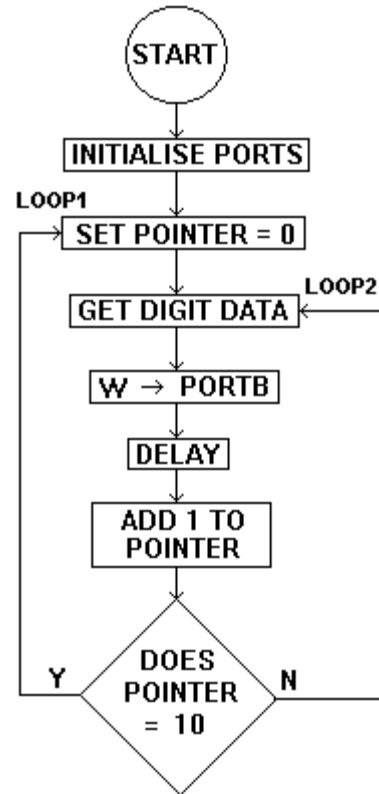 START
INITIALISE PORTS
LOOP1
SET POINTER = 0
LOOP2
GET DIGIT DATA
W → PORTB
DELAY
ADD 1 TO
POINTER
DOES
POINTER
= 10
Y
N